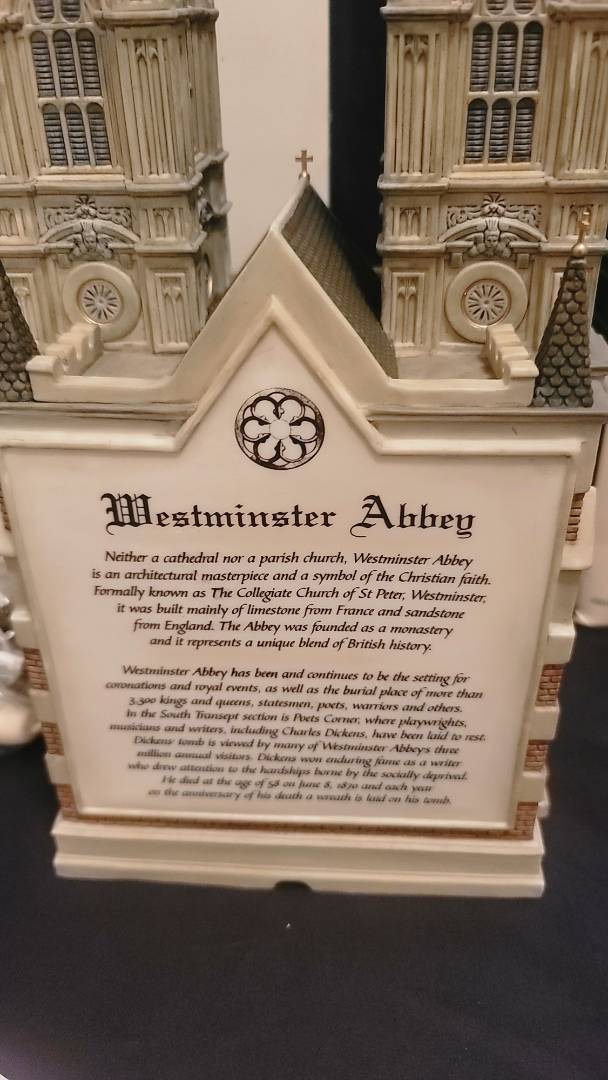 Westminster Abbey
Neither a cathedral nor a parish church, Westminster Abbey
is an architectural masterpiece and a symbol of the Christian faith.
Formally known as The Collegiate Church of St Peter, Westminster,
it was built mainly of limestone from France and sandstone
from England. The Abbey was founded as a monastery
and it represents a unique blend of British history.
Westminster Abbey has been and continues to be the setting for
coronations and royal events, as well as the burial place of more than
3,300 kings and queens, statesmen, poets, warriors and others.
In the South Transept section is Poets Corner, where playwrights,
musicians and writers, including Charles Dickens, have been laid to rest.
Dickens' tomb is viewed by many of Westminster Abbeys three
million annual visitors. Dickens won enduring fame as a writer
who drew attention to the hardships borne by the socially deprived.
He died at the age of 58 on June 8, 1870 and each year
on the anniversary of his death a wreath is laid on his tomb.